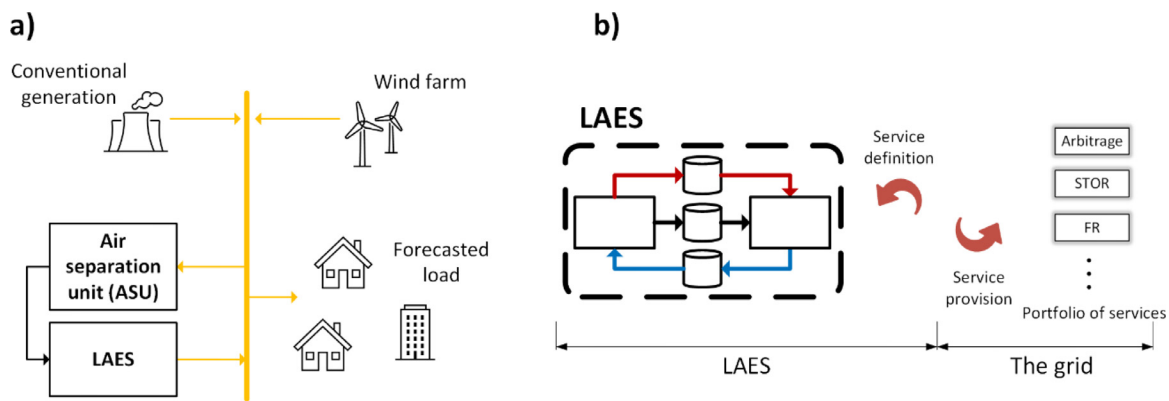 a)
Conventional
generation
Wind farm
Air
separation
unit (ASU)
LAES
Forecasted
load
b)
LAES
Service
definition
Service
provision
Arbitrage
STOR
FR
Portfolio of services
LAES
The grid